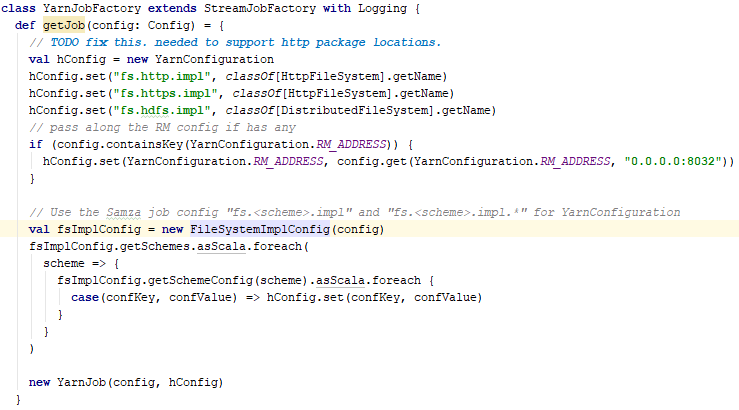 class YarnJobFactory extends StreamJobFactory with Logging {
  def getJob(config: Config) = {
    // TODO fix this. needed to support http package locations.
    val hConfig = new YarnConfiguration
    hConfig.set("fs.http.impl", classOf[HttpFileSystem].getName)
    hConfig.set("fs.https.impl", classOf[HttpFileSystem].getName)
    hConfig.set("fs.hdfs.impl", classOf[DistributedFileSystem].getName)
    // pass along the RM config if has any
    if (config.containsKey(YarnConfiguration.RM_ADDRESS)) {
      hConfig.set(YarnConfiguration.RM_ADDRESS, config.get(YarnConfiguration.RM_ADDRESS, "0.0.0.0:8032"))
    }

    // Use the Samza job config "fs.<scheme>.impl" and "fs.<scheme>.impl.*" for YarnConfiguration
    val fsImplConfig = new FileSystemImplConfig(config)
    fsImplConfig.getSchemes.asScala.foreach(
      scheme => {
        fsImplConfig.getSchemeConfig(scheme).asScala.foreach {
          case(confKey, confValue) => hConfig.set(confKey, confValue)
        }
      }
    )

    new YarnJob(config, hConfig)
  }